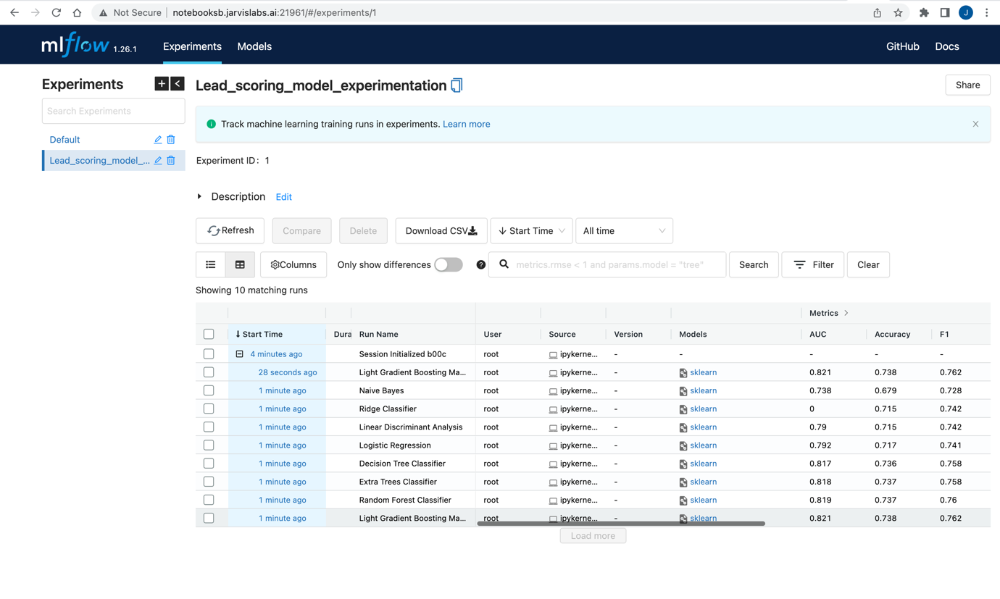 Not Secure notebooksb.jarvislabs.ai:21961/#/experiments/1 J
mlflow 1.26.1 Experiments Models GitHub Docs
Experiments + <
Search Experiments
Default
Lead_scoring_model_...
Lead_scoring_model_experimentation Share
Track machine learning training runs in experiments. Learn more
Experiment ID: 1
Description Edit
Refresh Compare Delete Download CSV Start Time All time
Columns Only show differences ? metrics.rmse < 1 and params.model = "tree" Search Filter Clear
Showing 10 matching runs
Metrics >
Start Time Dura Run Name User Source Version Models AUC Accuracy F1
4 minutes ago Session Initialized b00c root ipykerne... - - - - -
28 seconds ago Light Gradient Boosting Ma... root ipykerne... - sklearn 0.821 0.738 0.762
1 minute ago Naive Bayes root ipykerne... - sklearn 0.738 0.679 0.728
1 minute ago Ridge Classifier root ipykerne... - sklearn 0 0.715 0.742
1 minute ago Linear Discriminant Analysis root ipykerne... - sklearn 0.79 0.715 0.742
1 minute ago Logistic Regression root ipykerne... - sklearn 0.792 0.717 0.741
1 minute ago Decision Tree Classifier root ipykerne... - sklearn 0.817 0.736 0.758
1 minute ago Extra Trees Classifier root ipykerne... - sklearn 0.818 0.737 0.758
1 minute ago Random Forest Classifier root ipykerne... - sklearn 0.819 0.737 0.76
1 minute ago Light Gradient Boosting Ma... root ipykerne... - sklearn 0.821 0.738 0.762
Load more